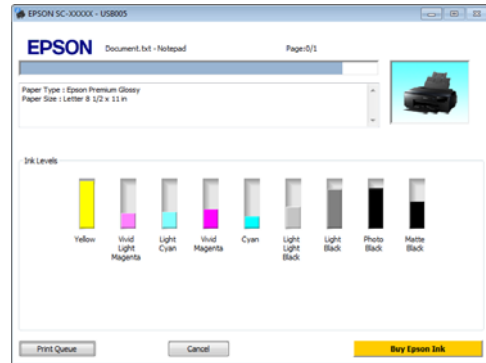 EPSON SC-XXXXX - USB005
EPSON
Document.txt - Notepad
Page:0/1
Paper Type : Epson Premium Glossy
Paper Size : Letter 8 1/2 x 11 in
Ink Levels
Yellow
Vivid
Light
Magenta
Light
Cyan
Vivid
Magenta
Cyan
Light
Light
Black
Light
Black
Photo
Black
Matte
Black
Print Queue
Cancel
Buy Epson Ink